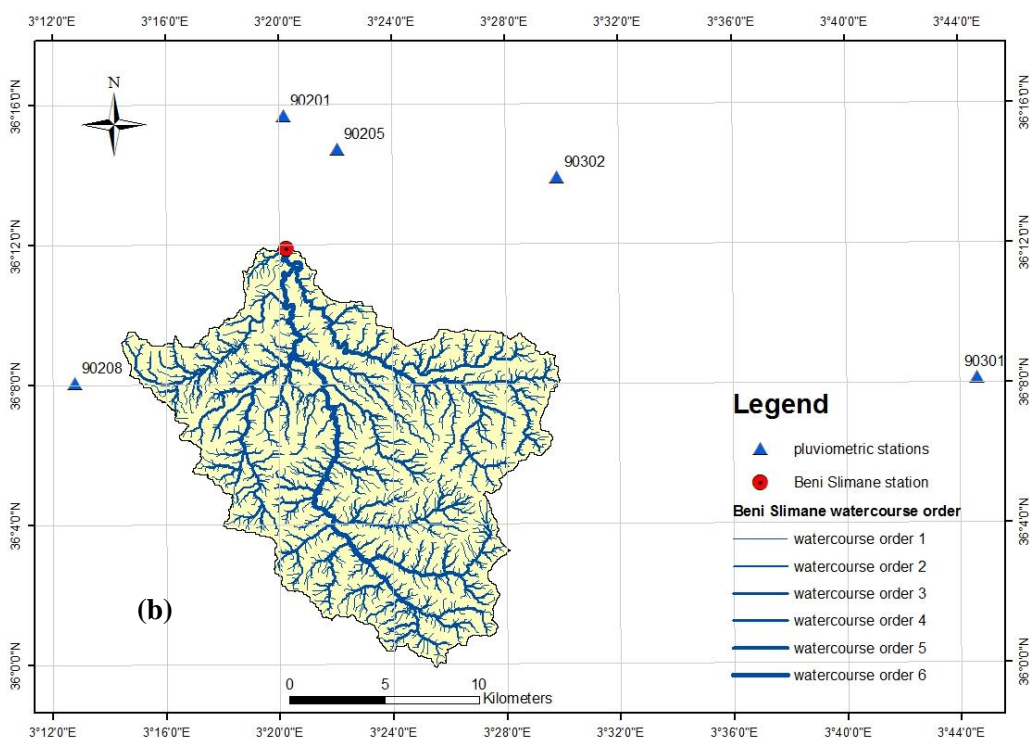 3°12'0"E 3°16'0"E 3°20'0"E 3°24'0"E 3°28'0"E 3°32'0"E 3°36'0"E 3°40'0"E 3°44'0"E
N
36°16'0"N 36°16'0"N
90201
90205
90302
36°12'0"N 36°12'0"N
90208
90301
36°8'0"N 36°8'0"N
Legend
pluviometric stations
Beni Slimane station
Beni Slimane watercourse order
36°4'0"N 36°4'0"N
watercourse order 1
watercourse order 2
watercourse order 3
watercourse order 4
watercourse order 5
watercourse order 6
(b)
36°0'0"N 36°0'0"N
0 5 10
Kilometers
3°12'0"E 3°16'0"E 3°20'0"E 3°24'0"E 3°28'0"E 3°32'0"E 3°36'0"E 3°40'0"E 3°44'0"E